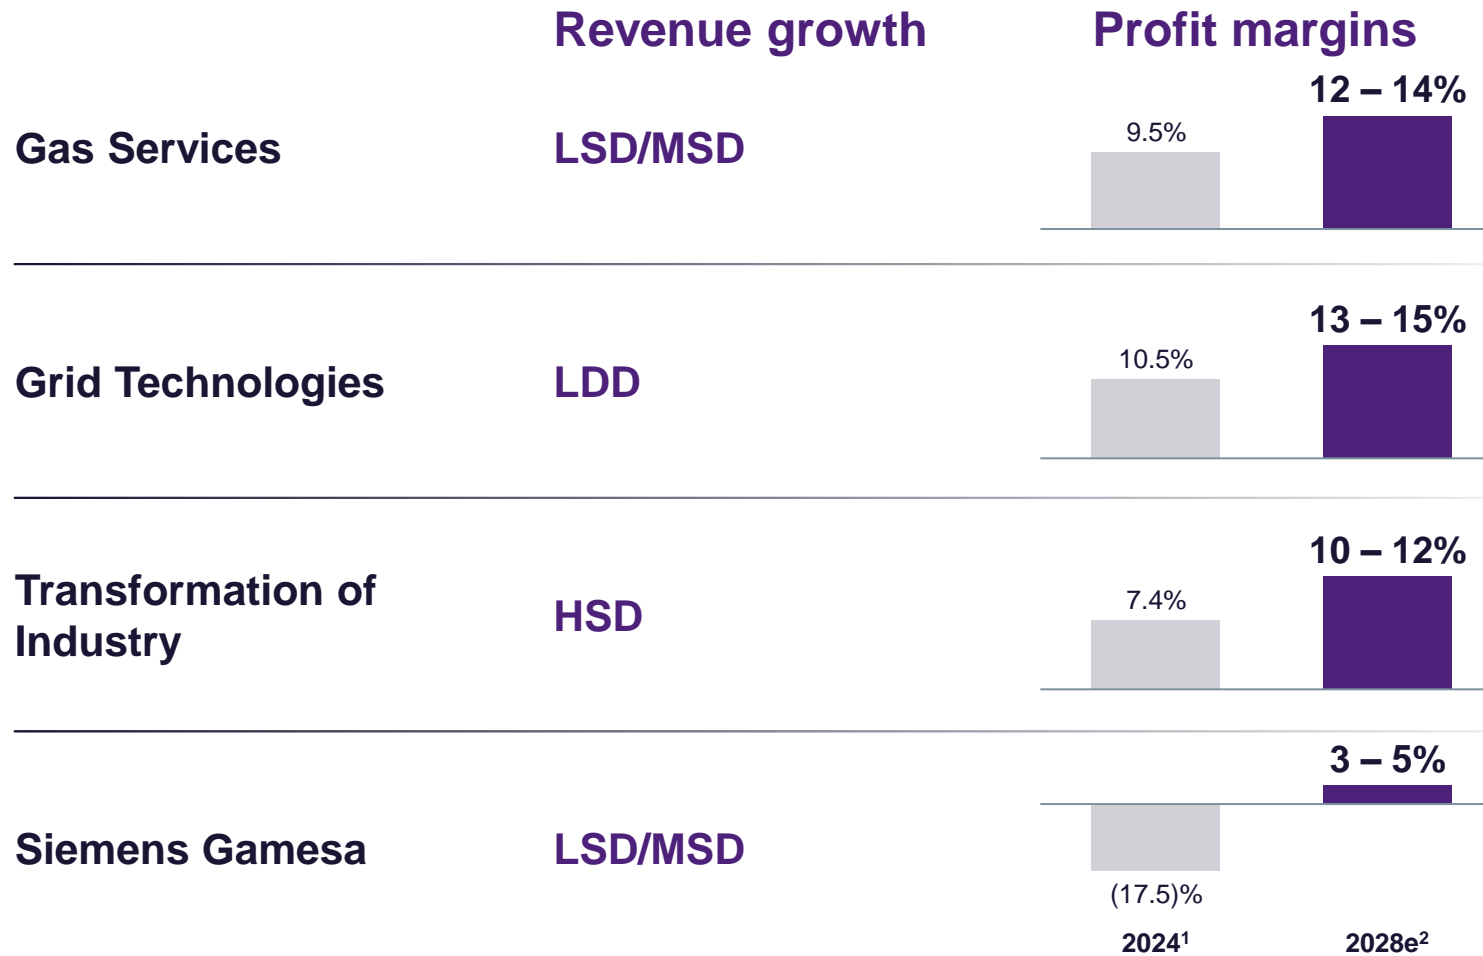 Revenue growth
Profit margins
Gas Services
LSD/MSD
9.5%
12 – 14%
Grid Technologies
LDD
10.5%
13 – 15%
Transformation of
Industry
HSD
7.4%
10 – 12%
Siemens Gamesa
LSD/MSD
(17.5)%
3 – 5%
2024¹
2028e²